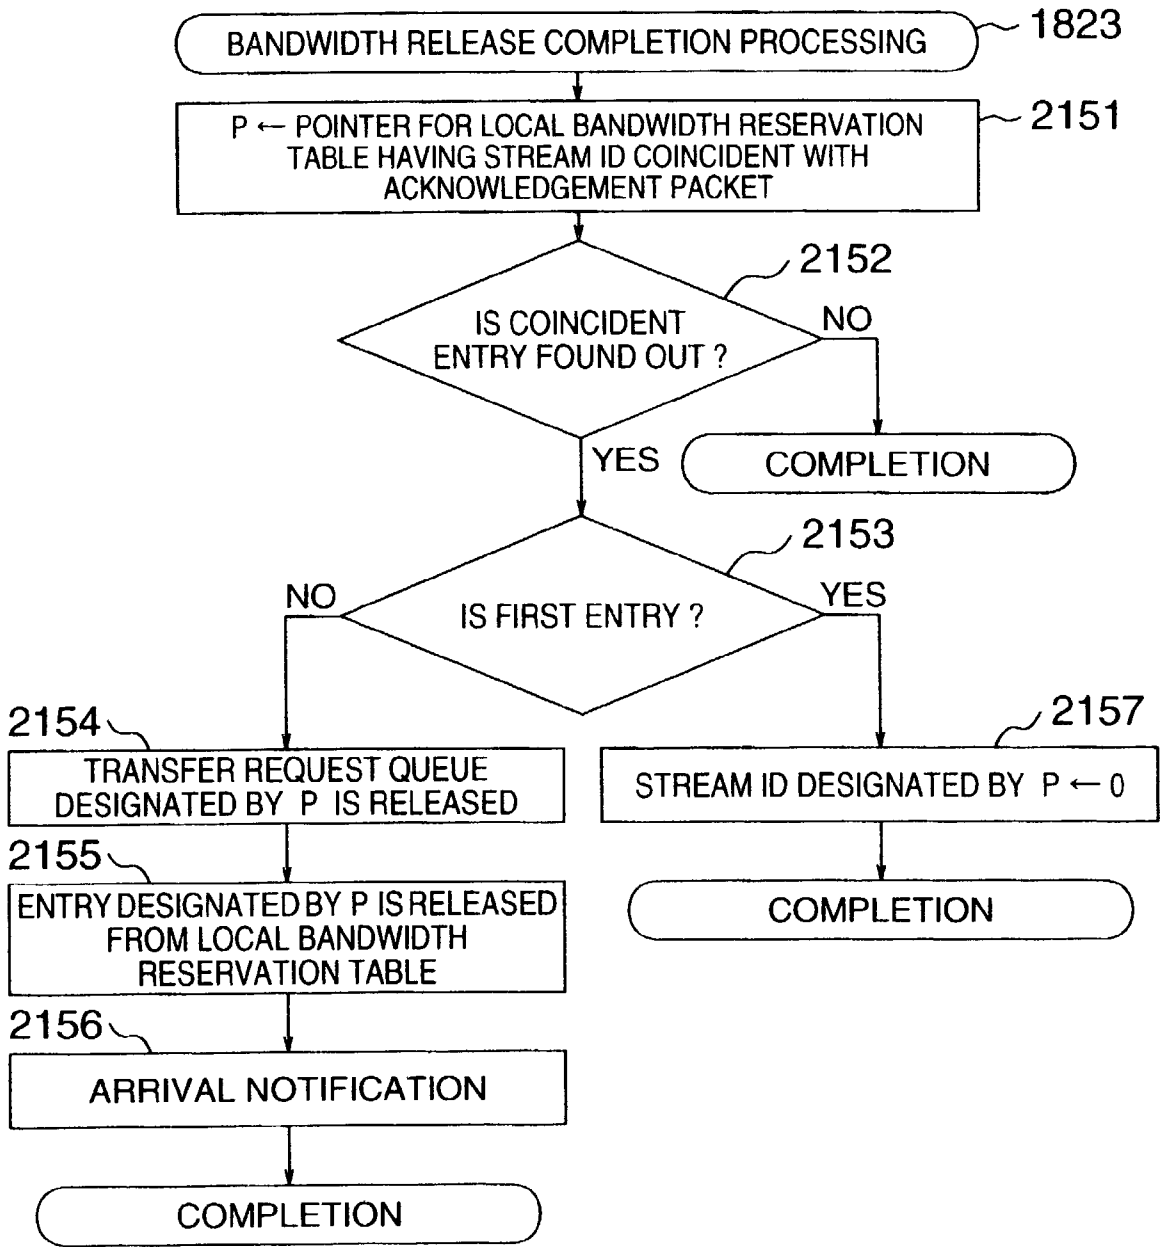 BANDWIDTH RELEASE COMPLETION PROCESSING
1823
P ← POINTER FOR LOCAL BANDWIDTH RESERVATION
TABLE HAVING STREAM ID COINCIDENT WITH
ACKNOWLEDGEMENT PACKET
2151
2152
IS COINCIDENT
ENTRY FOUND OUT ?
NO
YES
COMPLETION
2153
IS FIRST ENTRY ?
NO
YES
2154
TRANSFER REQUEST QUEUE
DESIGNATED BY P IS RELEASED
2157
STREAM ID DESIGNATED BY P ← 0
2155
ENTRY DESIGNATED BY P IS RELEASED
FROM LOCAL BANDWIDTH
RESERVATION TABLE
COMPLETION
2156
ARRIVAL NOTIFICATION
COMPLETION